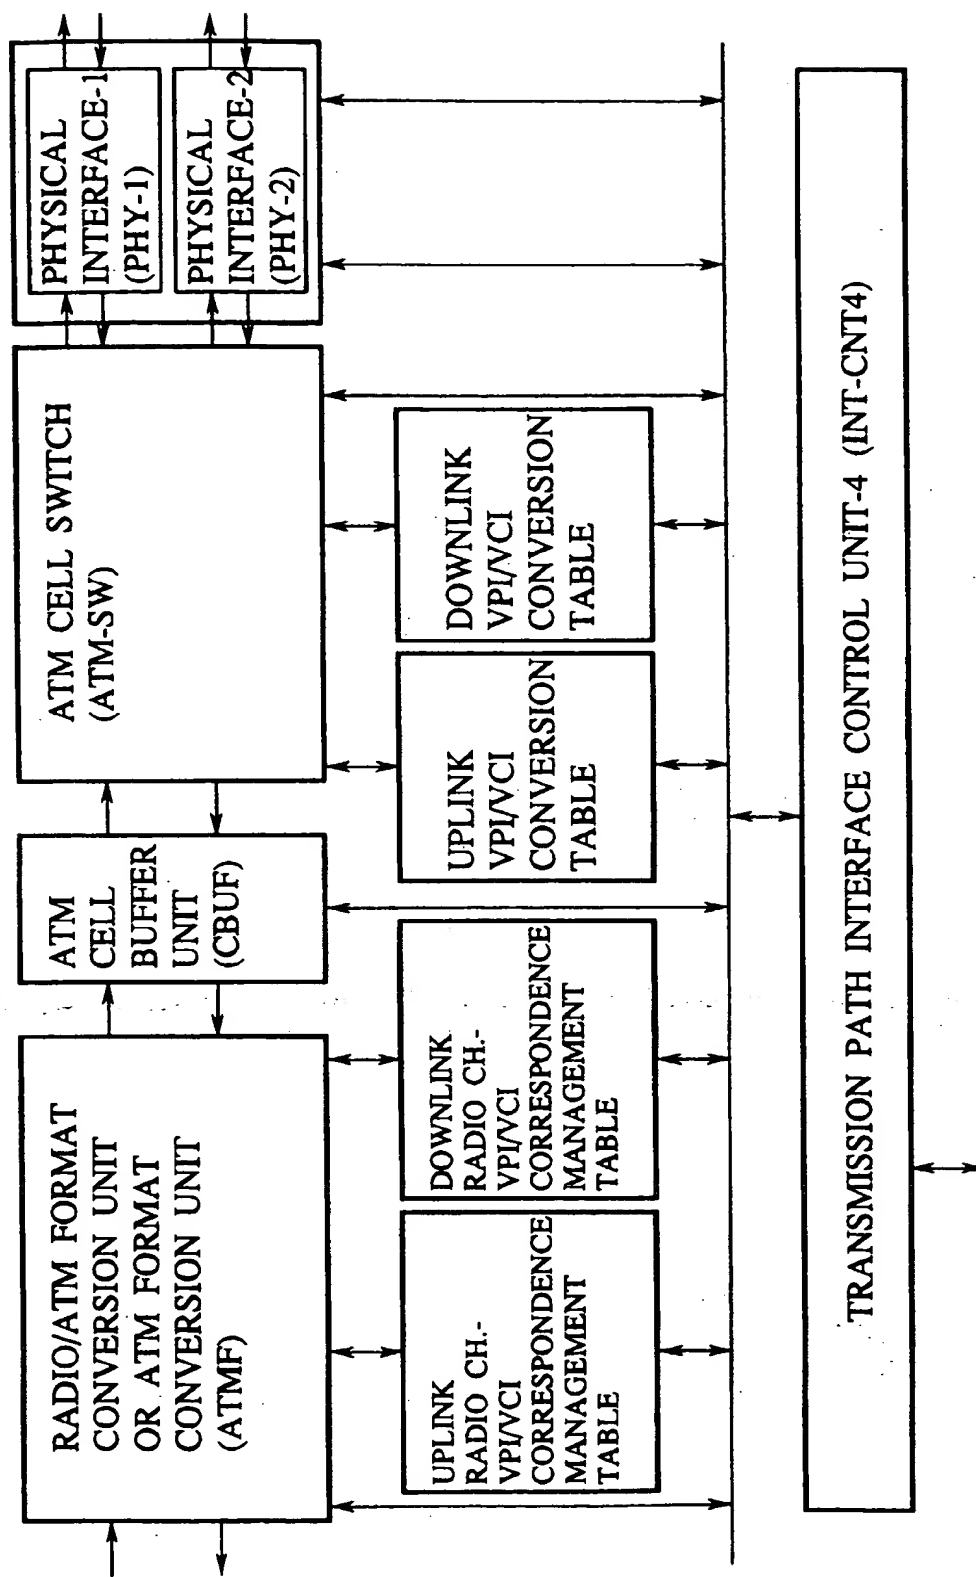 RADIO/ATM FORMAT
CONVERSION UNIT
OR ATM FORMAT
CONVERSION UNIT
(ATMF)
ATM
CELL
BUFFER
UNIT
(CBUF)
ATM CELL SWITCH
(ATM-SW)
PHYSICAL
INTERFACE-1
(PHY-1)
PHYSICAL
INTERFACE-2
(PHY-2)
UPLINK
RADIO CH.-
VPI/VCI
CORRESPONDENCE
MANAGEMENT
TABLE
DOWNLINK
RADIO CH.-
VPI/VCI
CORRESPONDENCE
MANAGEMENT
TABLE
UPLINK
VPI/VCI
CONVERSION
TABLE
DOWNLINK
VPI/VCI
CONVERSION
TABLE
TRANSMISSION PATH INTERFACE CONTROL UNIT-4 (INT-CNT4)